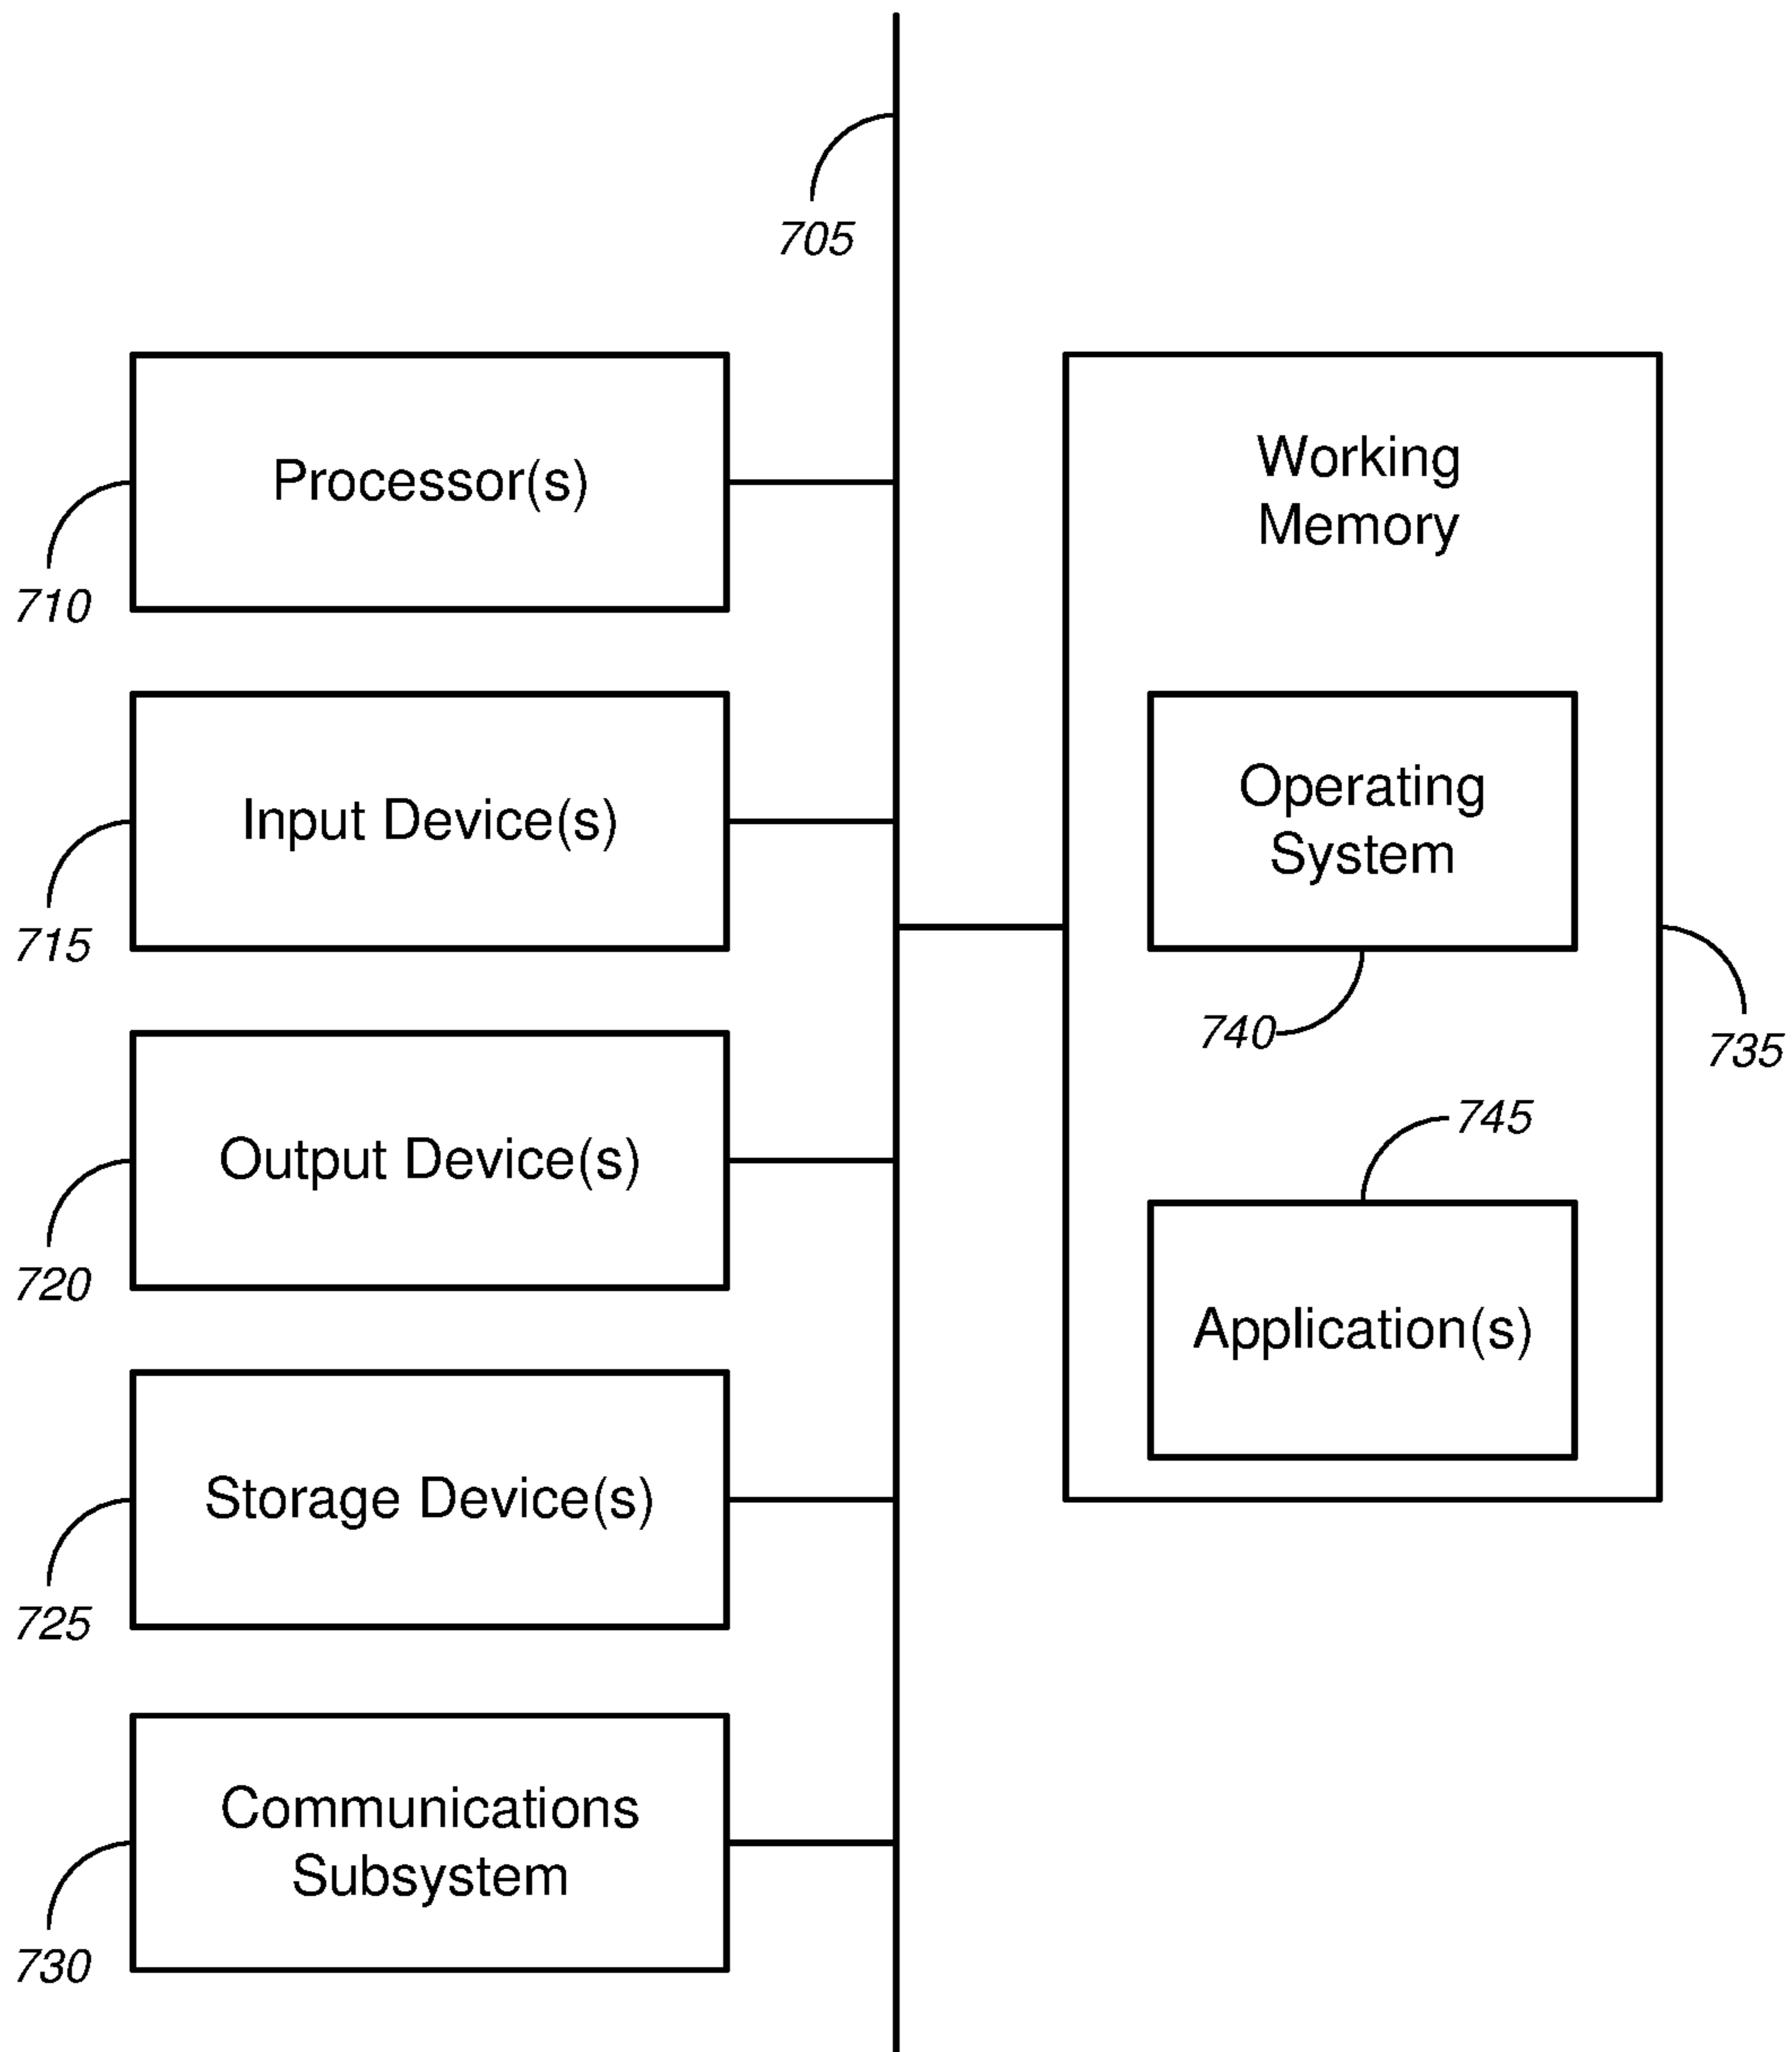 705
Processor(s)
710
Input Device(s)
715
Output Device(s)
720
Storage Device(s)
725
Communications
Subsystem
730
Working
Memory
Operating
System
740
735
745
Application(s)